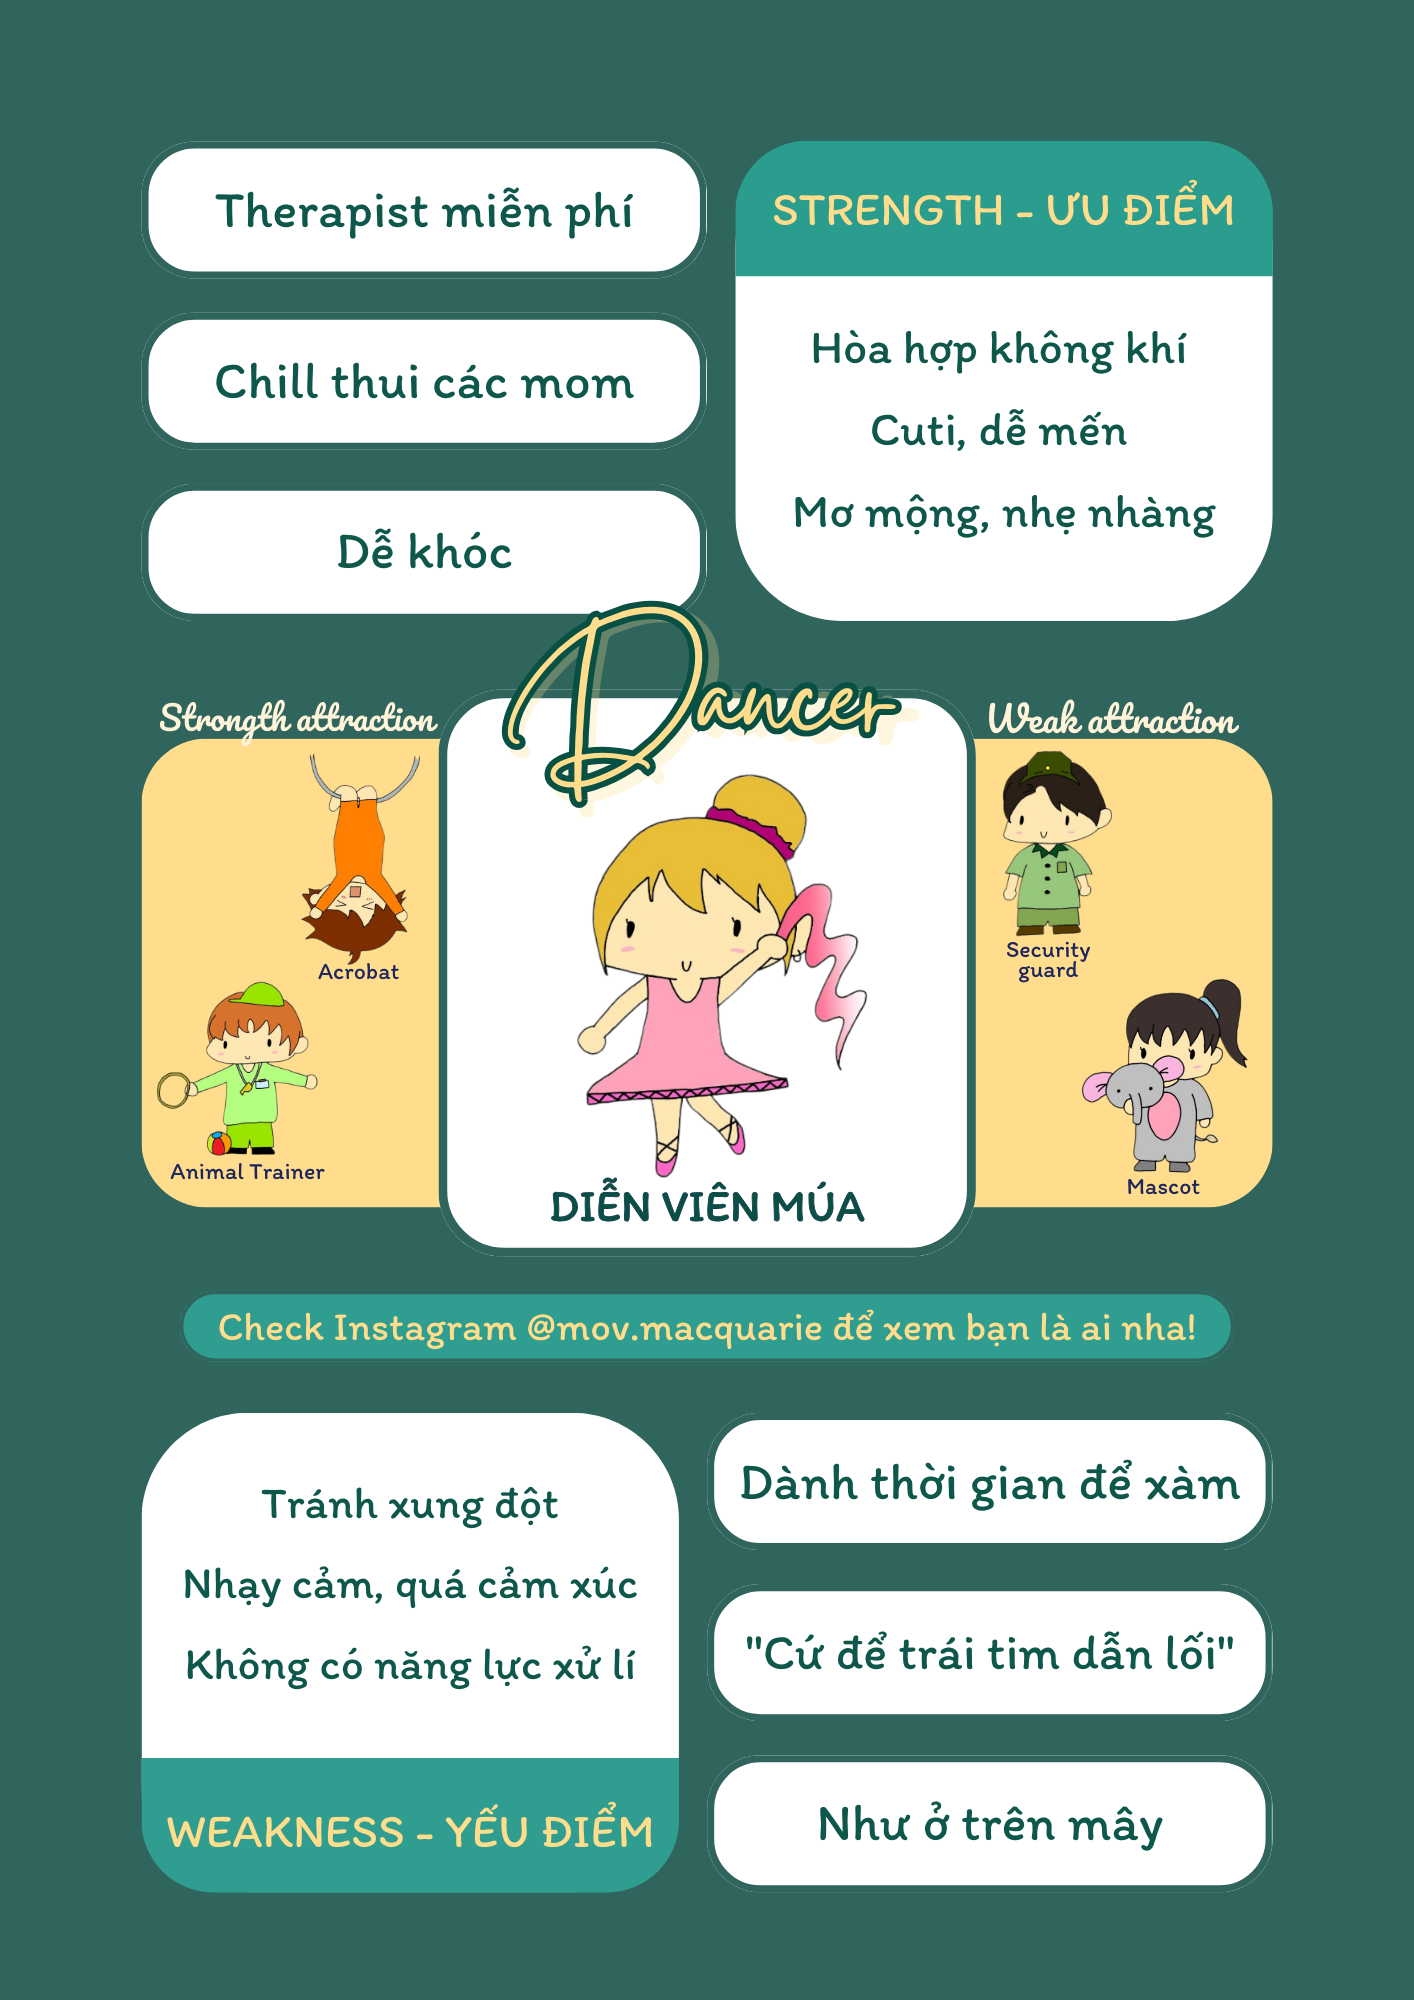 Therapist miễn phí
Chill thui các mom
Dễ khóc
STRENGTH - ƯU ĐIỂM
Hòa hợp không khí
Cuti, dễ mến
Mơ mộng, nhẹ nhàng
Dancer
Strongth attraction
Acrobat
Animal Trainer
DIỄN VIÊN MÚA
Weak attraction
Security
guard
Mascot
Check Instagram @mov.macquarie để xem bạn là ai nha!
Tránh xung đột
Nhạy cảm, quá cảm xúc
Không có năng lực xử lí
WEAKNESS - YẾU ĐIỂM
Dành thời gian để xàm
"Cứ để trái tim dẫn lối"
Như ở trên mây